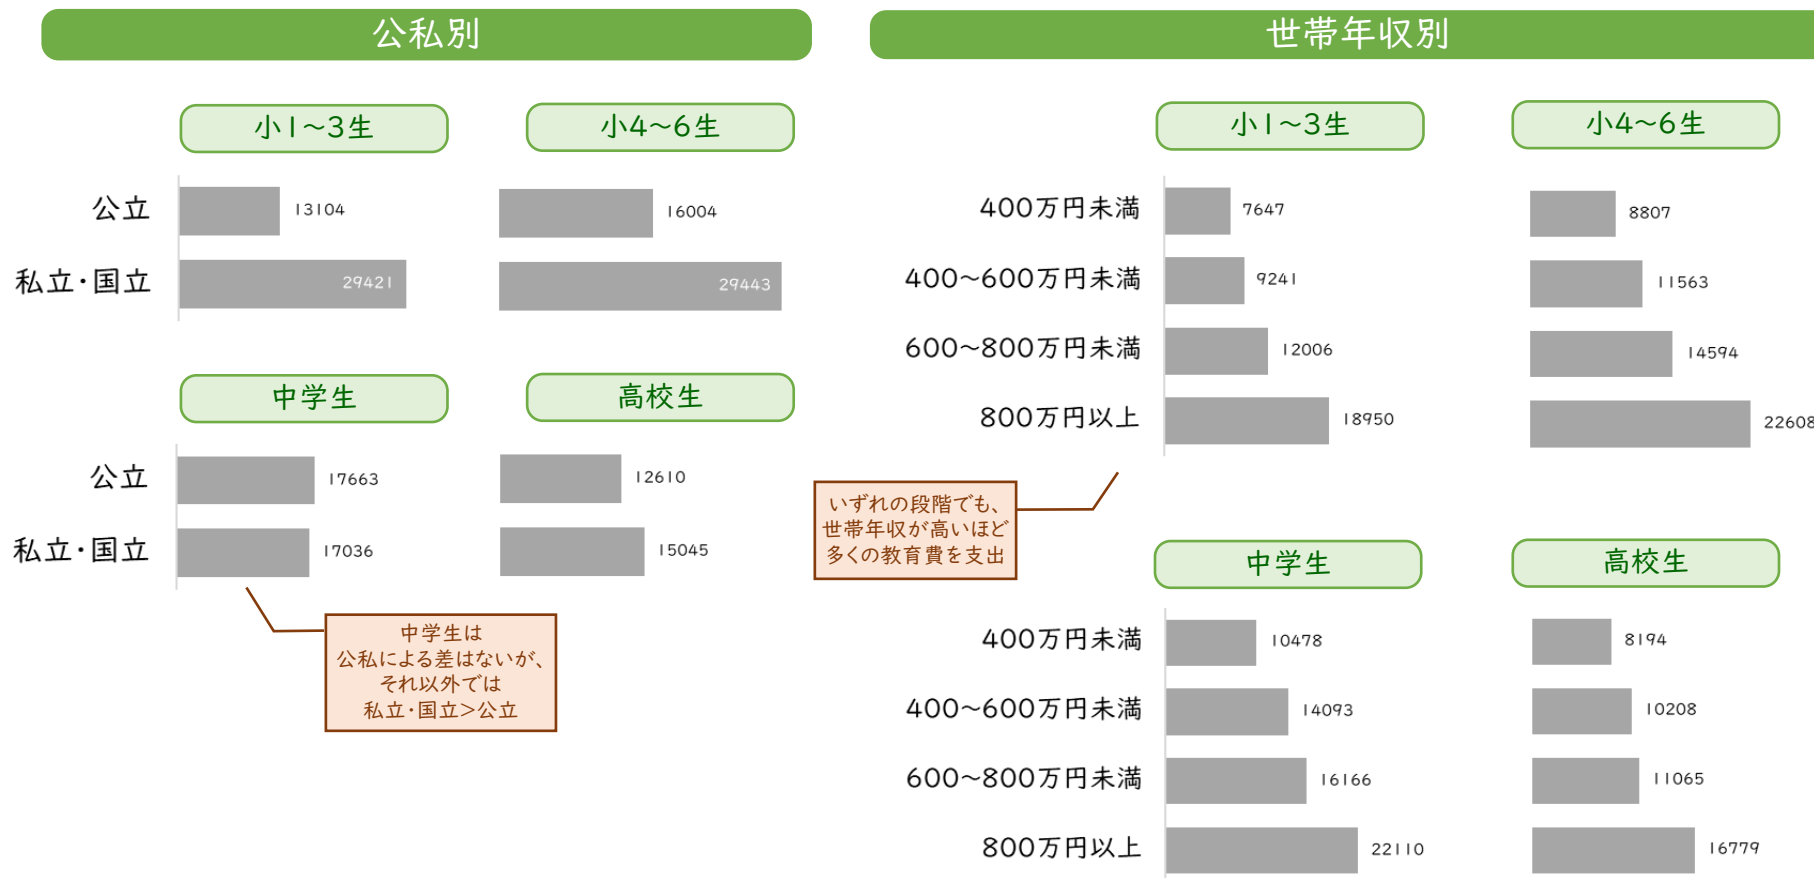 公私別
小1～3生
小4～6生
公立
13104
16004
私立・国立
29421
29443
中学生
高校生
公立
17663
12610
私立・国立
17036
15045
中学生は
公私による差はないが、
それ以外では
私立・国立>公立
世帯年収別
小1～3生
小4～6生
400万円未満
7647
8807
400～600万円未満
9241
11563
600～800万円未満
12006
14594
800万円以上
18950
22608
いずれの段階でも、
世帯年収が高いほど
多くの教育費を支出
中学生
高校生
400万円未満
10478
8194
400～600万円未満
14093
10208
600～800万円未満
16166
11065
800万円以上
22110
16779